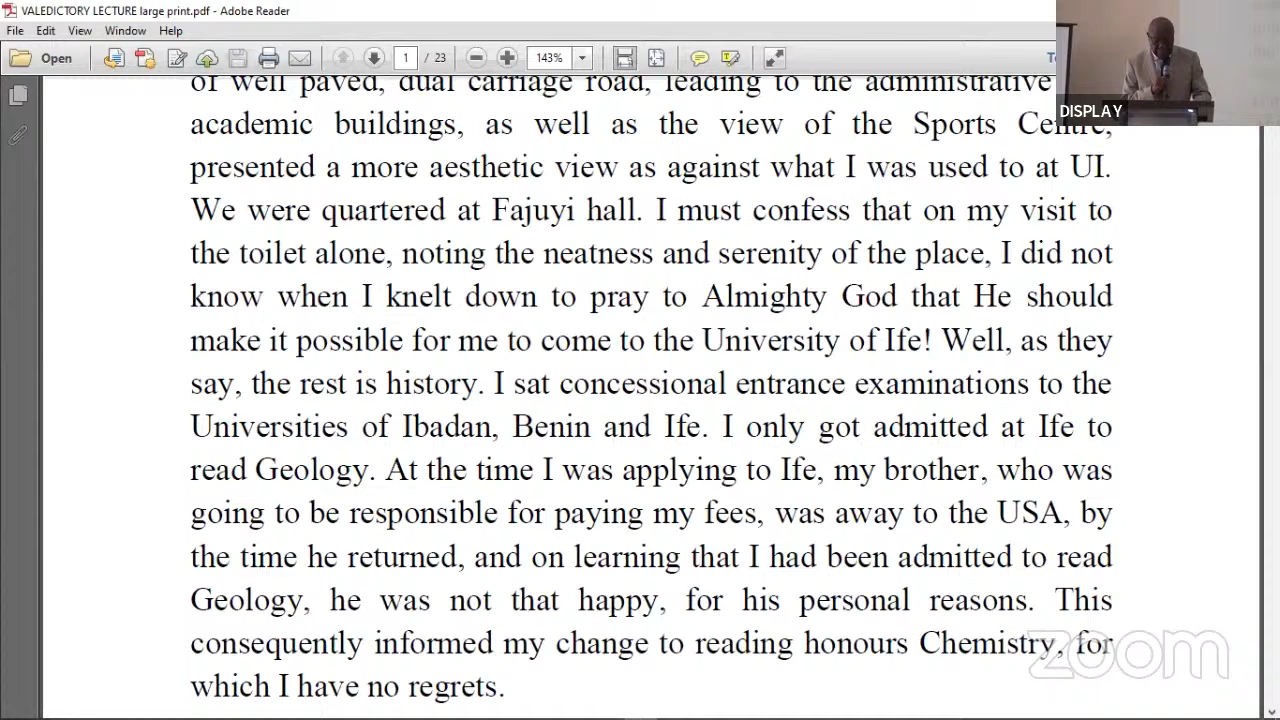 VALEDICTORY LECTURE large print.pdf - Adobe Reader
File Edit View Window Help
Open 1 / 23 143%
DISPLAY
of well paved, dual carriage road, leading to the administrative
academic buildings, as well as the view of the Sports Centre,
presented a more aesthetic view as against what I was used to at UI.
We were quartered at Fajuyi hall. I must confess that on my visit to
the toilet alone, noting the neatness and serenity of the place, I did not
know when I knelt down to pray to Almighty God that He should
make it possible for me to come to the University of Ife! Well, as they
say, the rest is history. I sat concessional entrance examinations to the
Universities of Ibadan, Benin and Ife. I only got admitted at Ife to
read Geology. At the time I was applying to Ife, my brother, who was
going to be responsible for paying my fees, was away to the USA, by
the time he returned, and on learning that I had been admitted to read
Geology, he was not that happy, for his personal reasons. This
consequently informed my change to reading honours Chemistry, for
which I have no regrets.
zoom